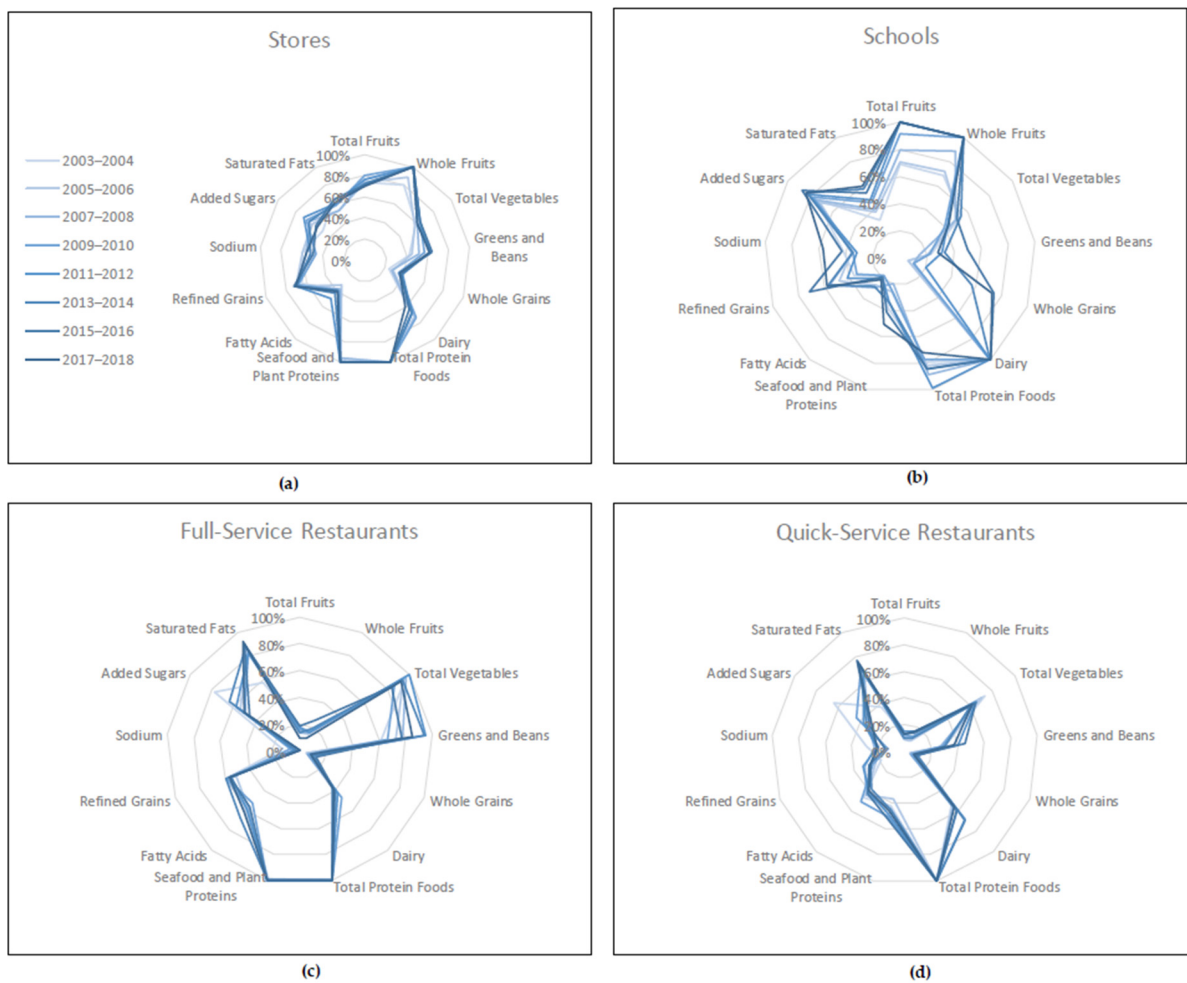 Stores
Total Fruits
Whole Fruits
Total Vegetables
Greens and
Beans
Whole Grains
Dairy
Total Protein
Foods
Seafood and
Plant Proteins
Fatty Acids
Refined Grains
Sodium
Added Sugars
Saturated Fats
100%
80%
60%
40%
20%
0%
2003–2004
2005–2006
2007–2008
2009–2010
2011–2012
2013–2014
2015–2016
2017–2018
(a)
Schools
Total Fruits
Whole Fruits
Total Vegetables
Greens and Beans
Whole Grains
Dairy
Total Protein Foods
Seafood and Plant
Proteins
Fatty Acids
Refined Grains
Sodium
Added Sugars
Saturated Fats
100%
80%
60%
40%
20%
0%
(b)
Full-Service Restaurants
Total Fruits
Whole Fruits
Total Vegetables
Greens and Beans
Whole Grains
Dairy
Total Protein Foods
Seafood and Plant
Proteins
Fatty Acids
Refined Grains
Sodium
Added Sugars
Saturated Fats
100%
80%
60%
40%
20%
0%
(c)
Quick-Service Restaurants
Total Fruits
Whole Fruits
Total Vegetables
Greens and Beans
Whole Grains
Dairy
Total Protein Foods
Seafood and Plant
Proteins
Fatty Acids
Refined Grains
Sodium
Added Sugars
Saturated Fats
100%
80%
60%
40%
20%
0%
(d)